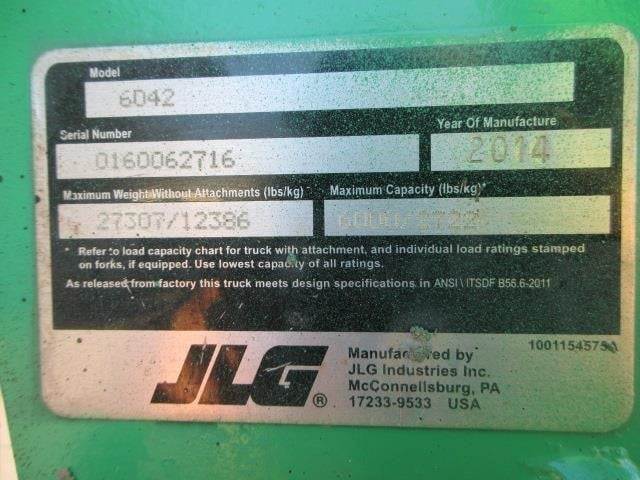 Model
6042
Serial Number
Year Of Manufacture
0160062716
2014
Maximum Weight Without Attachments (lbs/kg)
Maximum Capacity (lbs/kg)*
27307/12386
6000/2722
* Refer to load capacity chart for truck with attachment, and individual load ratings stamped
on forks, if equipped. Use lowest capacity of all ratings.
As released from factory this truck meets design specifications in ANSI \ ITSDF B56.6-2011
JLG®
Manufactured by
JLG Industries Inc.
McConnellsburg, PA
17233-9533 USA
1001154575A